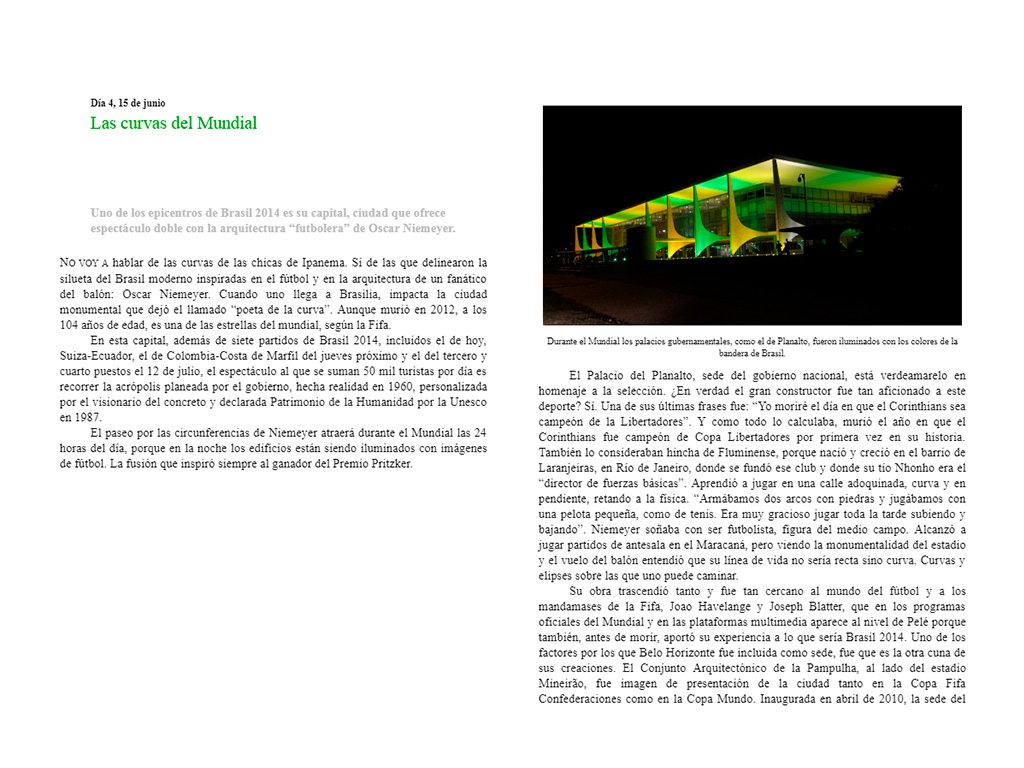 Día 4, 15 de junio
Las curvas del Mundial
Uno de los epicentros de Brasil 2014 es su capital, ciudad que ofrece
espectáculo doble con la arquitectura “futbolera” de Oscar Niemeyer.
NO VOY A hablar de las curvas de las chicas de Ipanema. Sí de las que delinearon la
silueta del Brasil moderno inspiradas en el fútbol y en la arquitectura de un fanático
del balón: Oscar Niemeyer. Cuando uno llega a Brasilia, impacta la ciudad
monumental que dejó el llamado “poeta de la curva”. Aunque murió en 2012, a los
104 años de edad, es una de las estrellas del mundial, según la Fifa.
En esta capital, además de siete partidos de Brasil 2014, incluidos el de hoy,
Suiza-Ecuador, el de Colombia-Costa de Marfil del jueves próximo y el del tercero y
cuarto puestos el 12 de julio, el espectáculo al que se suman 50 mil turistas por día es
recorrer la acrópolis planeada por el gobierno, hecha realidad en 1960, personalizada
por el visionario del concreto y declarada Patrimonio de la Humanidad por la Unesco
en 1987.
El paseo por las circunferencias de Niemeyer atraerá durante el Mundial las 24
horas del día, porque en la noche los edificios están siendo iluminados con imágenes
de fútbol. La fusión que inspiró siempre al ganador del Premio Pritzker.
Durante el Mundial los palacios gubernamentales, como el de Planalto, fueron iluminados con los colores de la
bandera de Brasil.
El Palacio del Planalto, sede del gobierno nacional, está verdeamarelo en
homenaje a la selección. ¿En verdad el gran constructor fue tan aficionado a este
deporte? Sí. Una de sus últimas frases fue: “Yo moriré el día en que el Corinthians sea
campeón de la Libertadores”. Y como todo lo calculaba, murió el año en que el
Corinthians fue campeón de Copa Libertadores por primera vez en su historia.
También lo consideraban hincha de Fluminense, porque nació y creció en el barrio de
Laranjeiras, en Río de Janeiro, donde se fundó ese club y donde su tío Nhonho era el
“director de fuerzas básicas”. Aprendió a jugar en una calle adoquinada, curva y en
pendiente, retando a la física. “Armábamos dos arcos con piedras y jugábamos con
una pelota pequeña, como de tenis. Era muy gracioso jugar toda la tarde subiendo y
bajando”. Niemeyer soñaba con ser futbolista, figura del medio campo. Alcanzó a
jugar partidos de antesala en el Maracaná, pero viendo la monumentalidad del estadio
y el vuelo del balón entendió que su línea de vida no sería recta sino curva. Curvas y
elipses sobre las que uno puede caminar.
Su obra trascendió tanto y fue tan cercano al mundo del fútbol y a los
mandamases de la Fifa, Joao Havelange y Joseph Blatter, que en los programas
oficiales del Mundial y en las plataformas multimedia aparece al nivel de Pelé porque
también, antes de morir, aportó su experiencia a lo que sería Brasil 2014. Uno de los
factores por los que Belo Horizonte fue incluida como sede, fue que es la otra cuna de
sus creaciones. El Conjunto Arquitectónico de la Pampulha, al lado del estadio
Mineirão, fue imagen de presentación de la ciudad tanto en la Copa Fifa
Confederaciones como en la Copa Mundo. Inaugurada en abril de 2010, la sede del